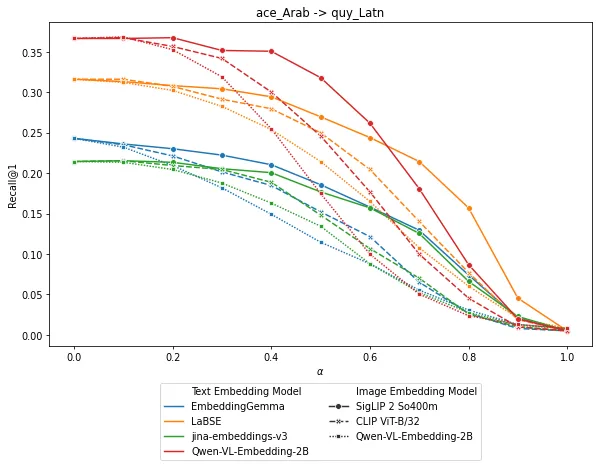 ace_Arab -> quy_Latn
Recall@1
0.35
0.30
0.25
0.20
0.15
0.10
0.05
0.00
0.0 0.2 0.4 0.6 0.8 1.0
α
Text Embedding Model
EmbeddingGemma
LaBSE
jina-embeddings-v3
Qwen-VL-Embedding-2B
Image Embedding Model
SigLIP 2 So400m
CLIP ViT-B/32
Qwen-VL-Embedding-2B